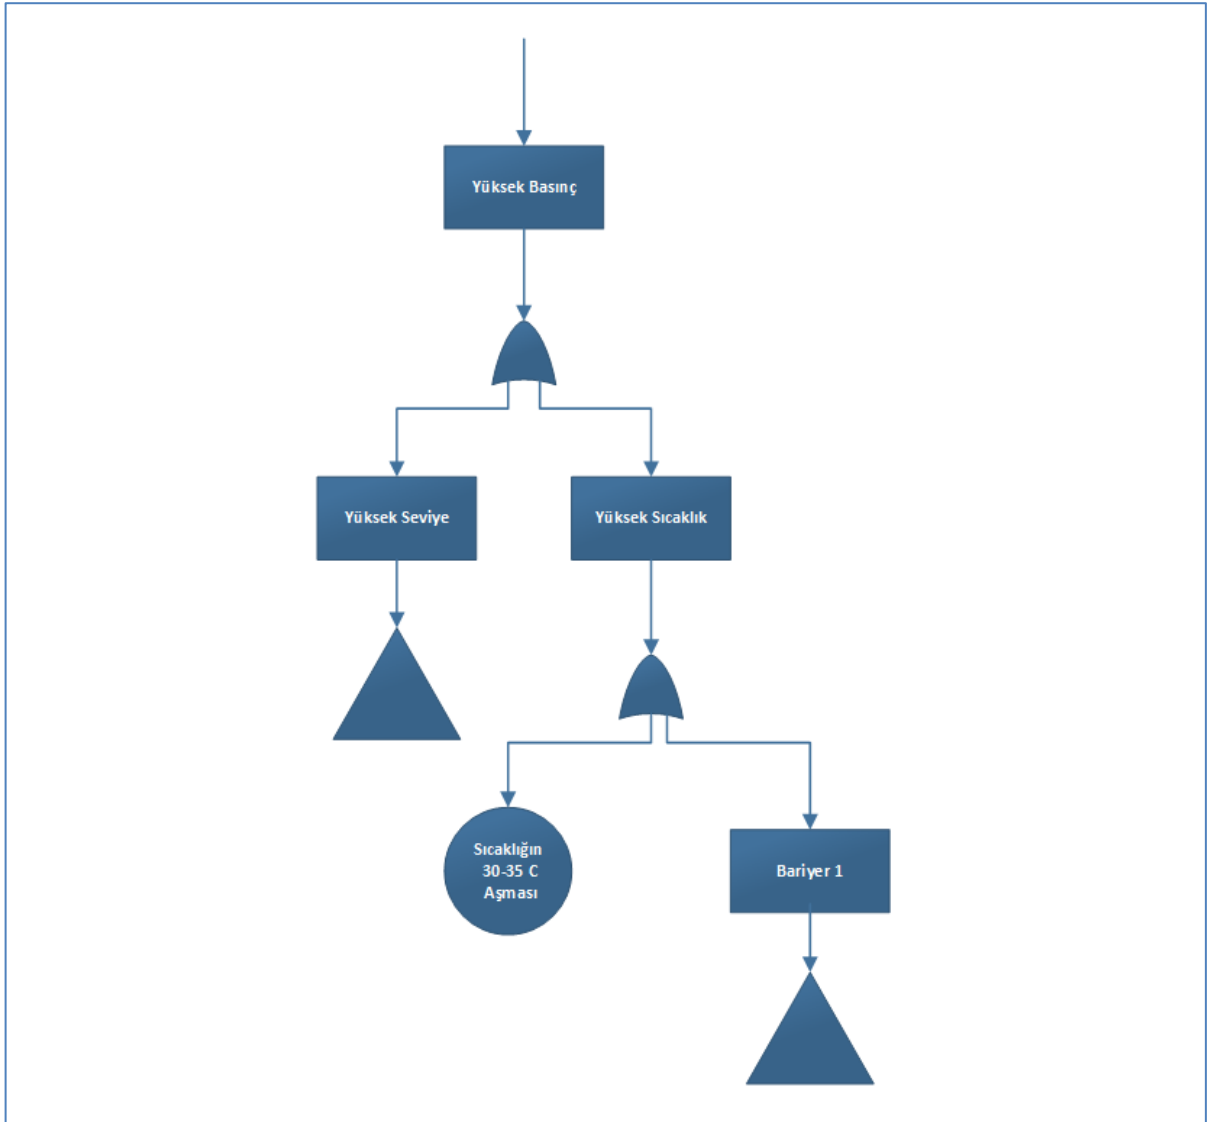 Yüksek Basınç
Yüksek Seviye
Yüksek Sıcaklık
Sıcaklığın
30-35 C
Aşması
Bariyer 1